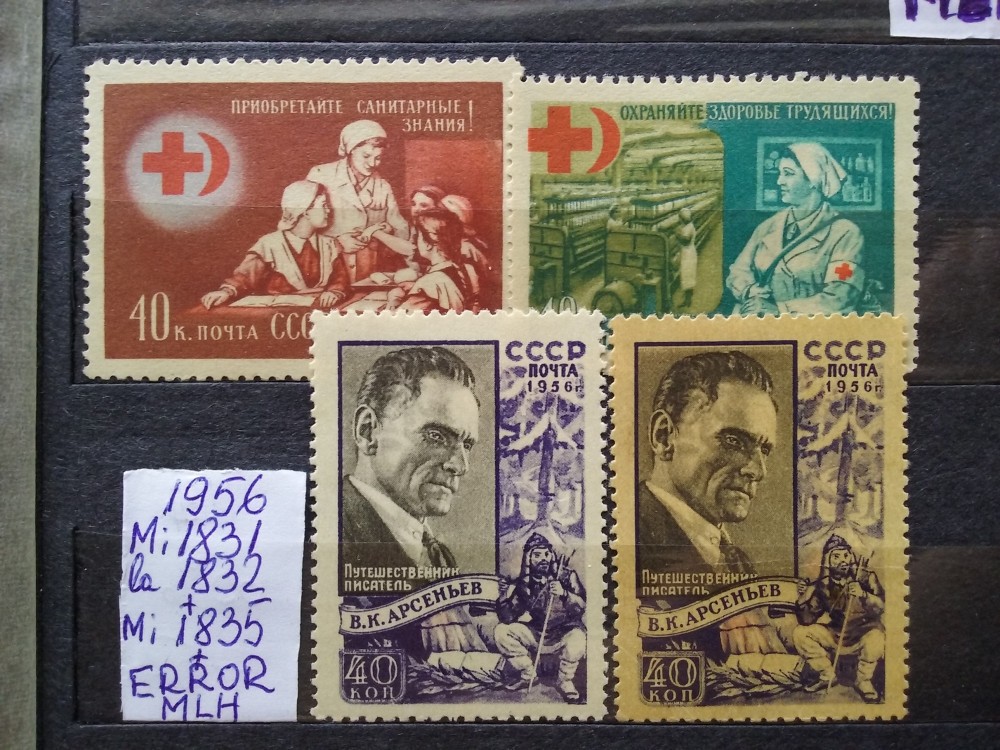 ПРИОБРЕТАЙТЕ САНИТАРНЫЕ
ЗНАНИЯ!
40 К. ПОЧТА СССР
ОХРАНЯЙТЕ ЗДОРОВЬЕ ТРУДЯЩИХСЯ!
40
СССР
ПОЧТА
1956г.
ПУТЕШЕСТВЕННИК
ПИСАТЕЛЬ
В.К. АРСЕНЬЕВ
40
КОП
СССР
ПОЧТА
1956г.
ПУТЕШЕСТВЕННИК
ПИСАТЕЛЬ
В.К. АРСЕНЬЕВ
40
КОП
1956
Mi 1831
la 1832
+
Mi 1835
+
ERROR
MLH